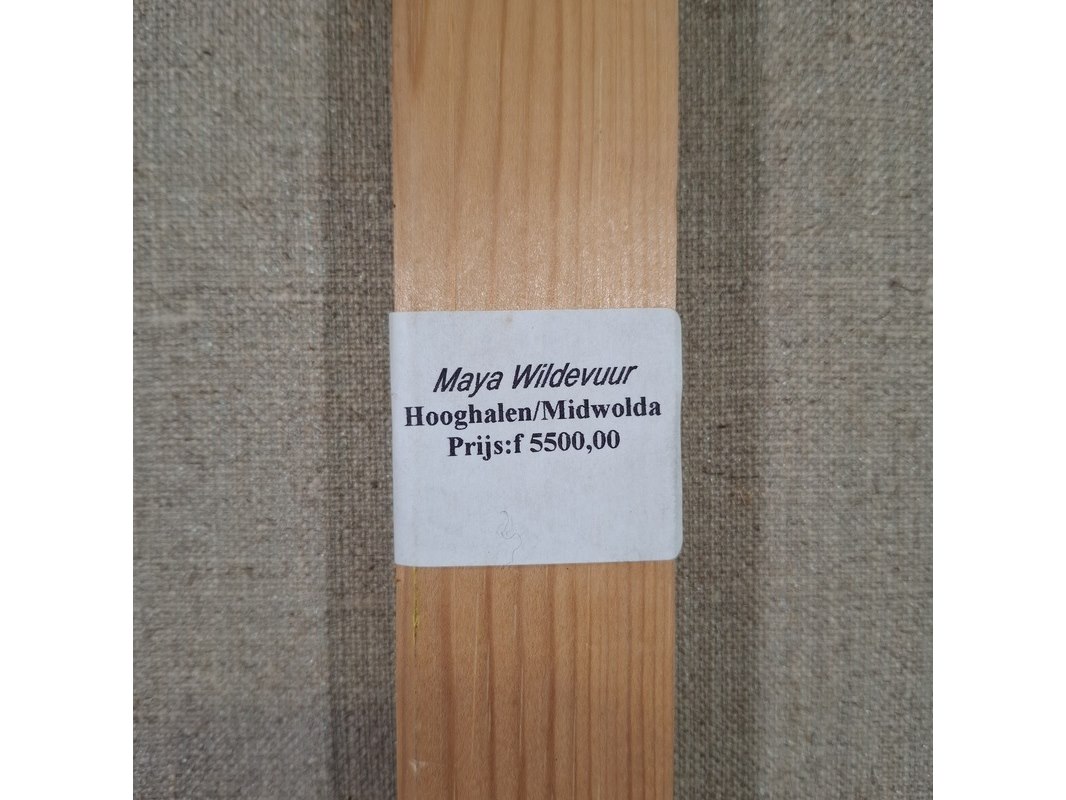 Maya Wildevuur
Hooghalen/Midwolda
Prijs:f 5500,00